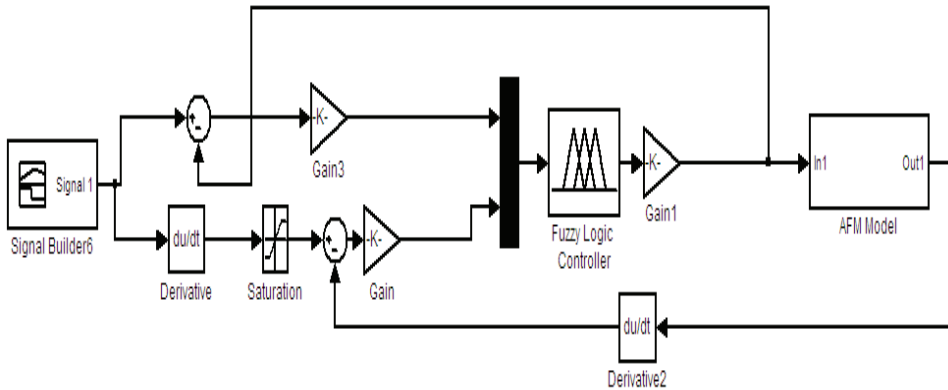 -K-
Gain3
Signal 1
Signal Builder6
du/dt
Derivative
Saturation
-K-
Gain
Fuzzy Logic
Controller
-K-
Gain1
In1
Out1
AFM Model
du/dt
Derivative2